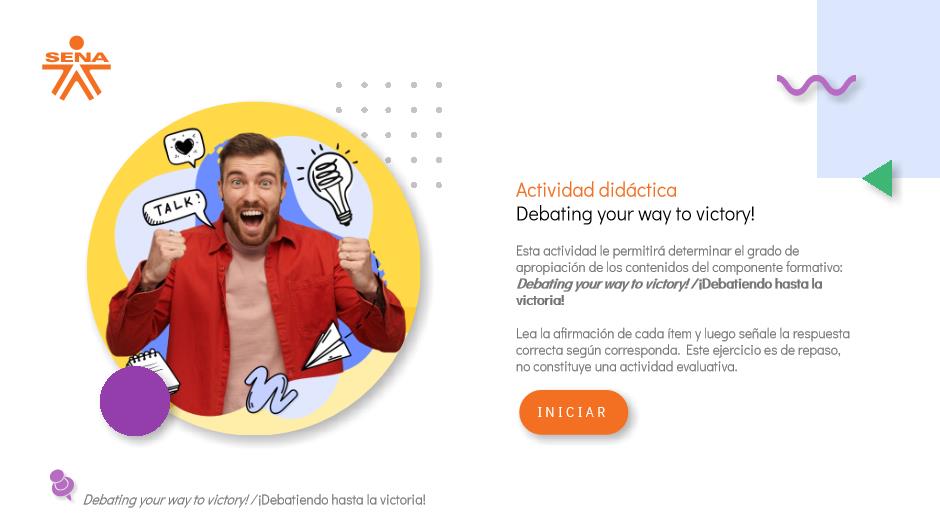 SENA
TALK!
Actividad didáctica
Debating your way to victory!
Esta actividad le permitirá determinar el grado de
apropiación de los contenidos del componente formativo:
Debating your way to victory! / ¡Debatiendo hasta la
victoria!
Lea la afirmación de cada ítem y luego señale la respuesta
correcta según corresponda. Este ejercicio es de repaso,
no constituye una actividad evaluativa.
INICIAR
Debating your way to victory! / ¡Debatiendo hasta la victoria!